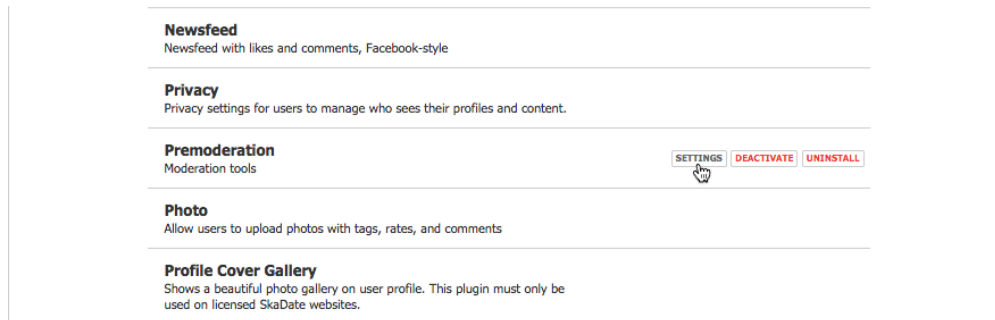 Newsfeed
Newsfeed with likes and comments, Facebook-style
Privacy
Privacy settings for users to manage who sees their profiles and content.
Premoderation
Moderation tools
SETTINGS DEACTIVATE UNINSTALL
Photo
Allow users to upload photos with tags, rates, and comments
Profile Cover Gallery
Shows a beautiful photo gallery on user profile. This plugin must only be
used on licensed SkaDate websites.